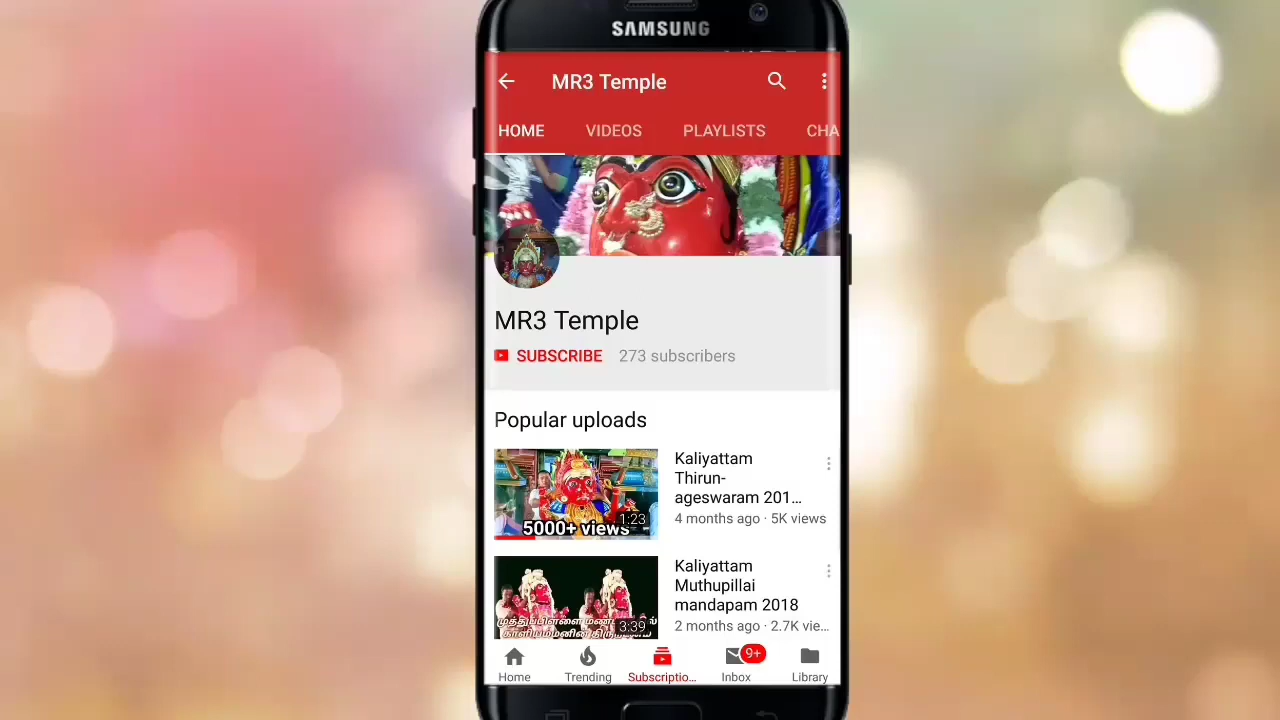 SAMSUNG
MR3 Temple
HOME VIDEOS PLAYLISTS CHA
MR3 Temple
SUBSCRIBE 273 subscribers
Popular uploads
Kaliyattam
Thirun-
ageswaram 201...
4 months ago · 5K views
5000+ views
1:23
Kaliyattam
Muthupillai
mandapam 2018
2 months ago · 2.7K vie...
3:39
காளியம்மனின்
9+
Home Trending Subscriptio... Inbox Library